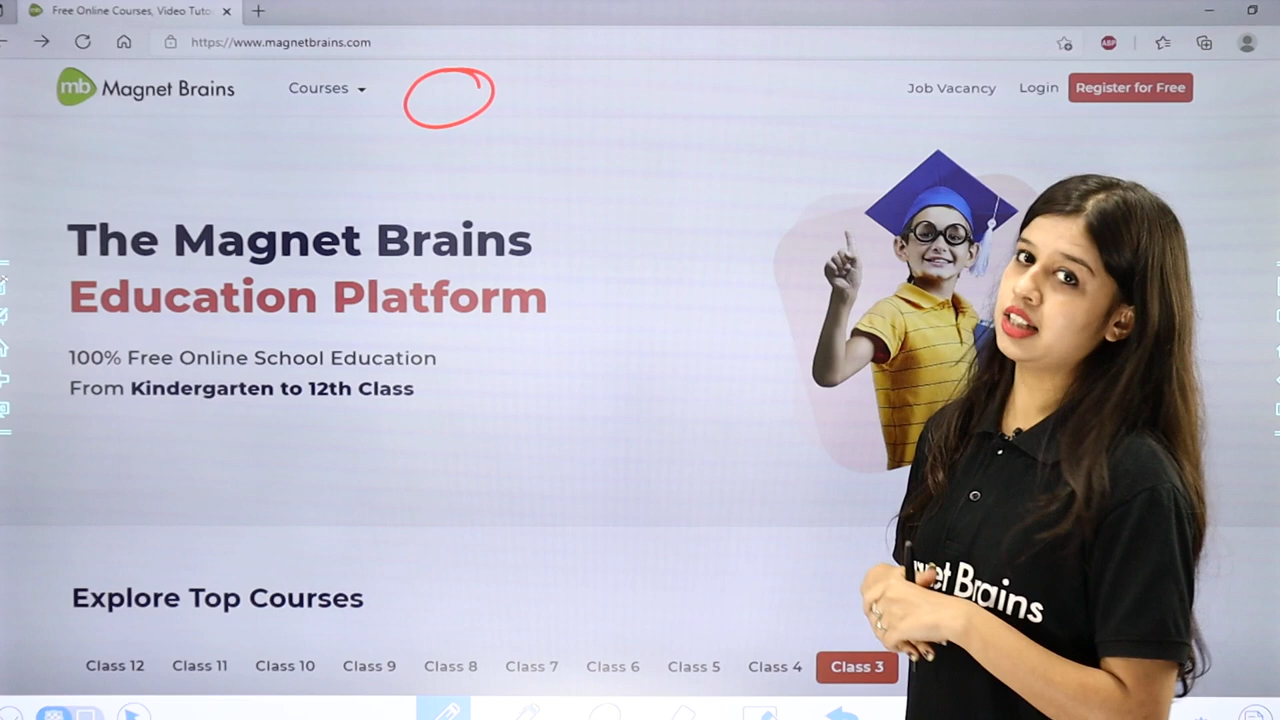 Free Online Courses, Video Tuto
https://www.magnetbrains.com
ABP
mb Magnet Brains
Courses
Job Vacancy
Login
Register for Free
The Magnet Brains
Education Platform
100% Free Online School Education
From Kindergarten to 12th Class
Brains
Explore Top Courses
Class 12 Class 11 Class 10 Class 9 Class 8 Class 7 Class 6 Class 5 Class 4 Class 3